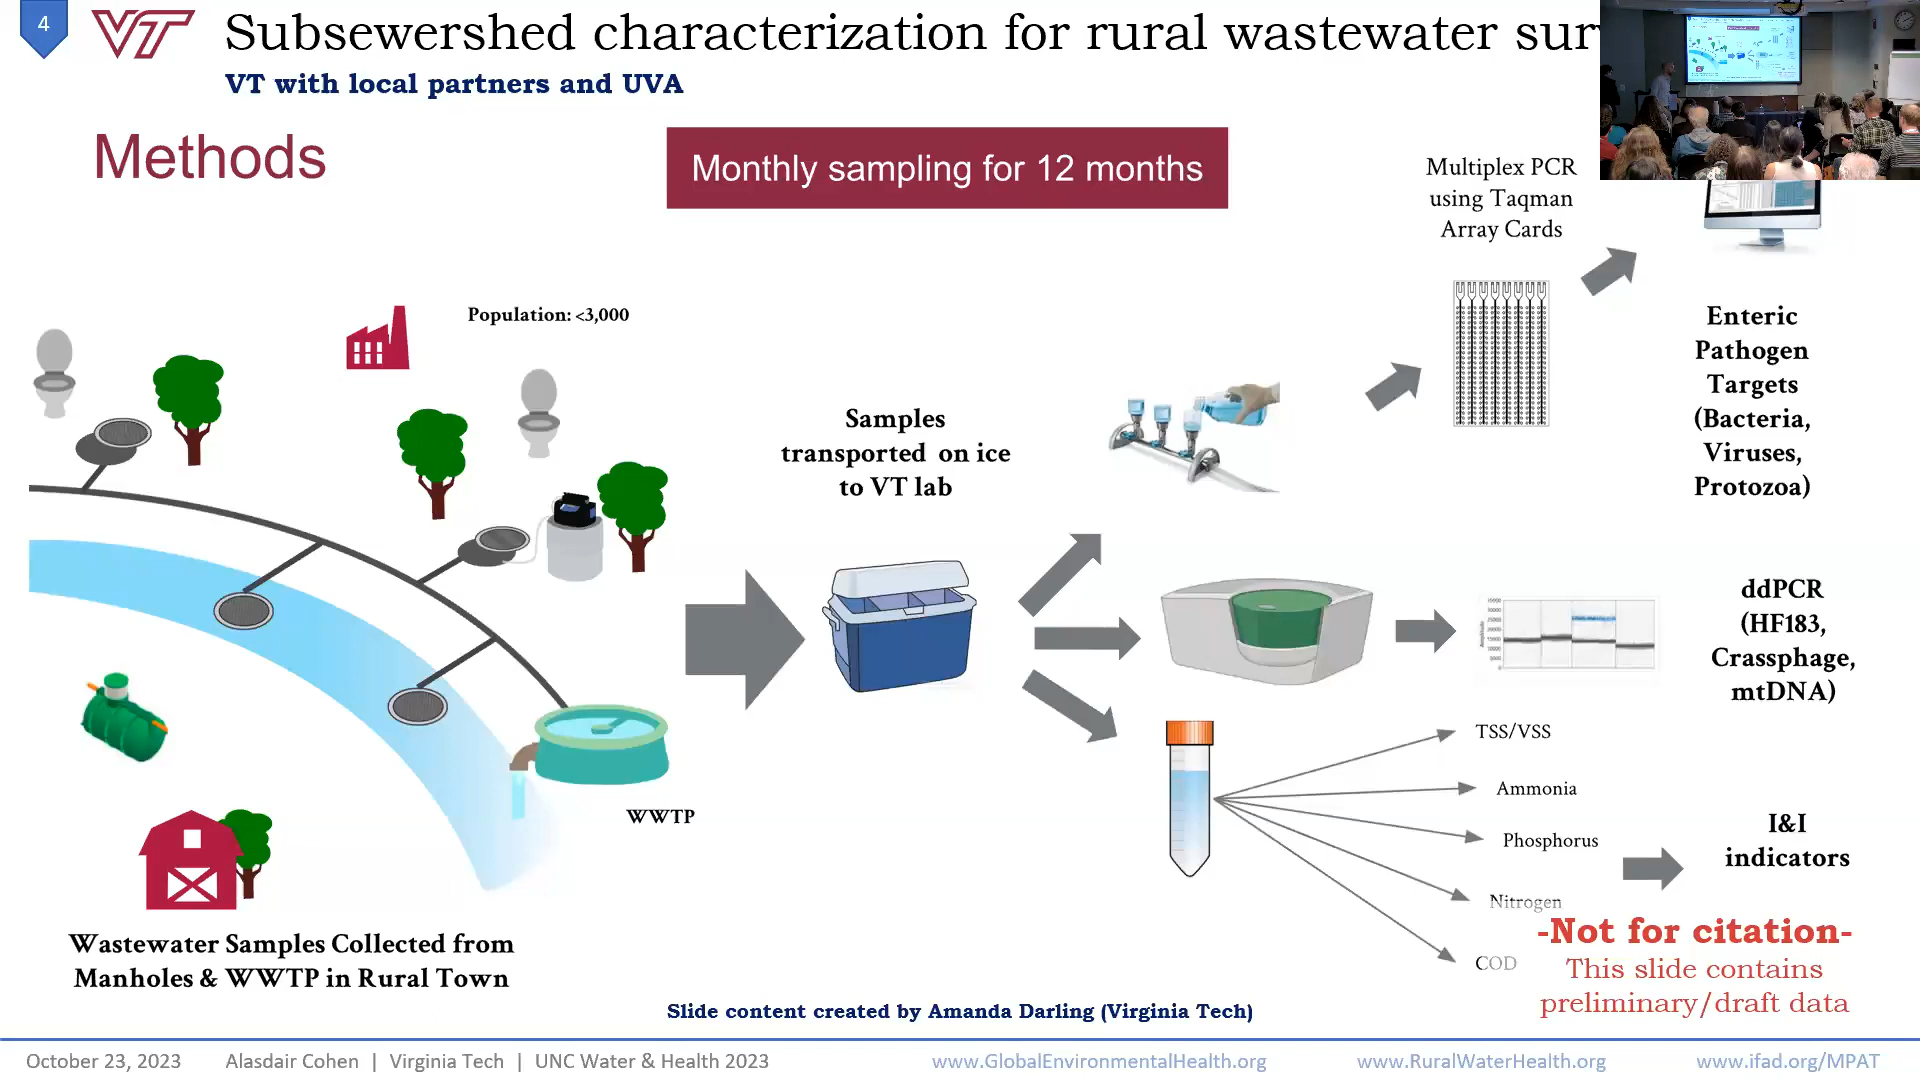 4
VT
Subsewershed characterization for rural wastewater sur
VT with local partners and UVA
Methods
Monthly sampling for 12 months
Multiplex PCR
using Taqman
Array Cards
Population: <3,000
Samples
transported on ice
to VT lab
Enteric
Pathogen
Targets
(Bacteria,
Viruses,
Protozoa)
ddPCR
(HF183,
Crassphage,
mtDNA)
WWTP
TSS/VSS
Ammonia
Phosphorus
Nitrogen
COD
I&I
indicators
Wastewater Samples Collected from
Manholes & WWTP in Rural Town
-Not for citation-
This slide contains
preliminary/draft data
Slide content created by Amanda Darling (Virginia Tech)
October 23, 2023 Alasdair Cohen | Virginia Tech | UNC Water & Health 2023 www.GlobalEnvironmentalHealth.org www.RuralWaterHealth.org www.ifad.org/MPAT